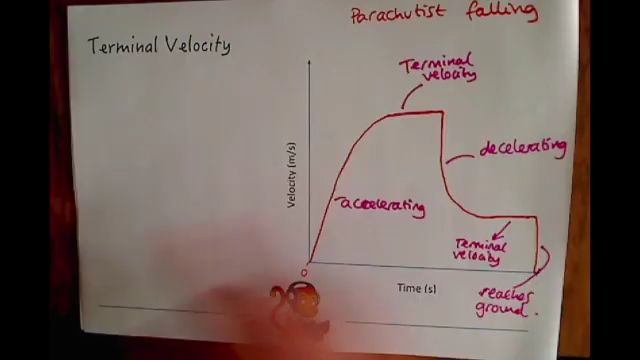 Parachutist falling
Terminal Velocity
Terminal
velocity
decelerating
Velocity (m/s)
accelerating
Terminal
velocity
0
Time (s)
reaches
ground.